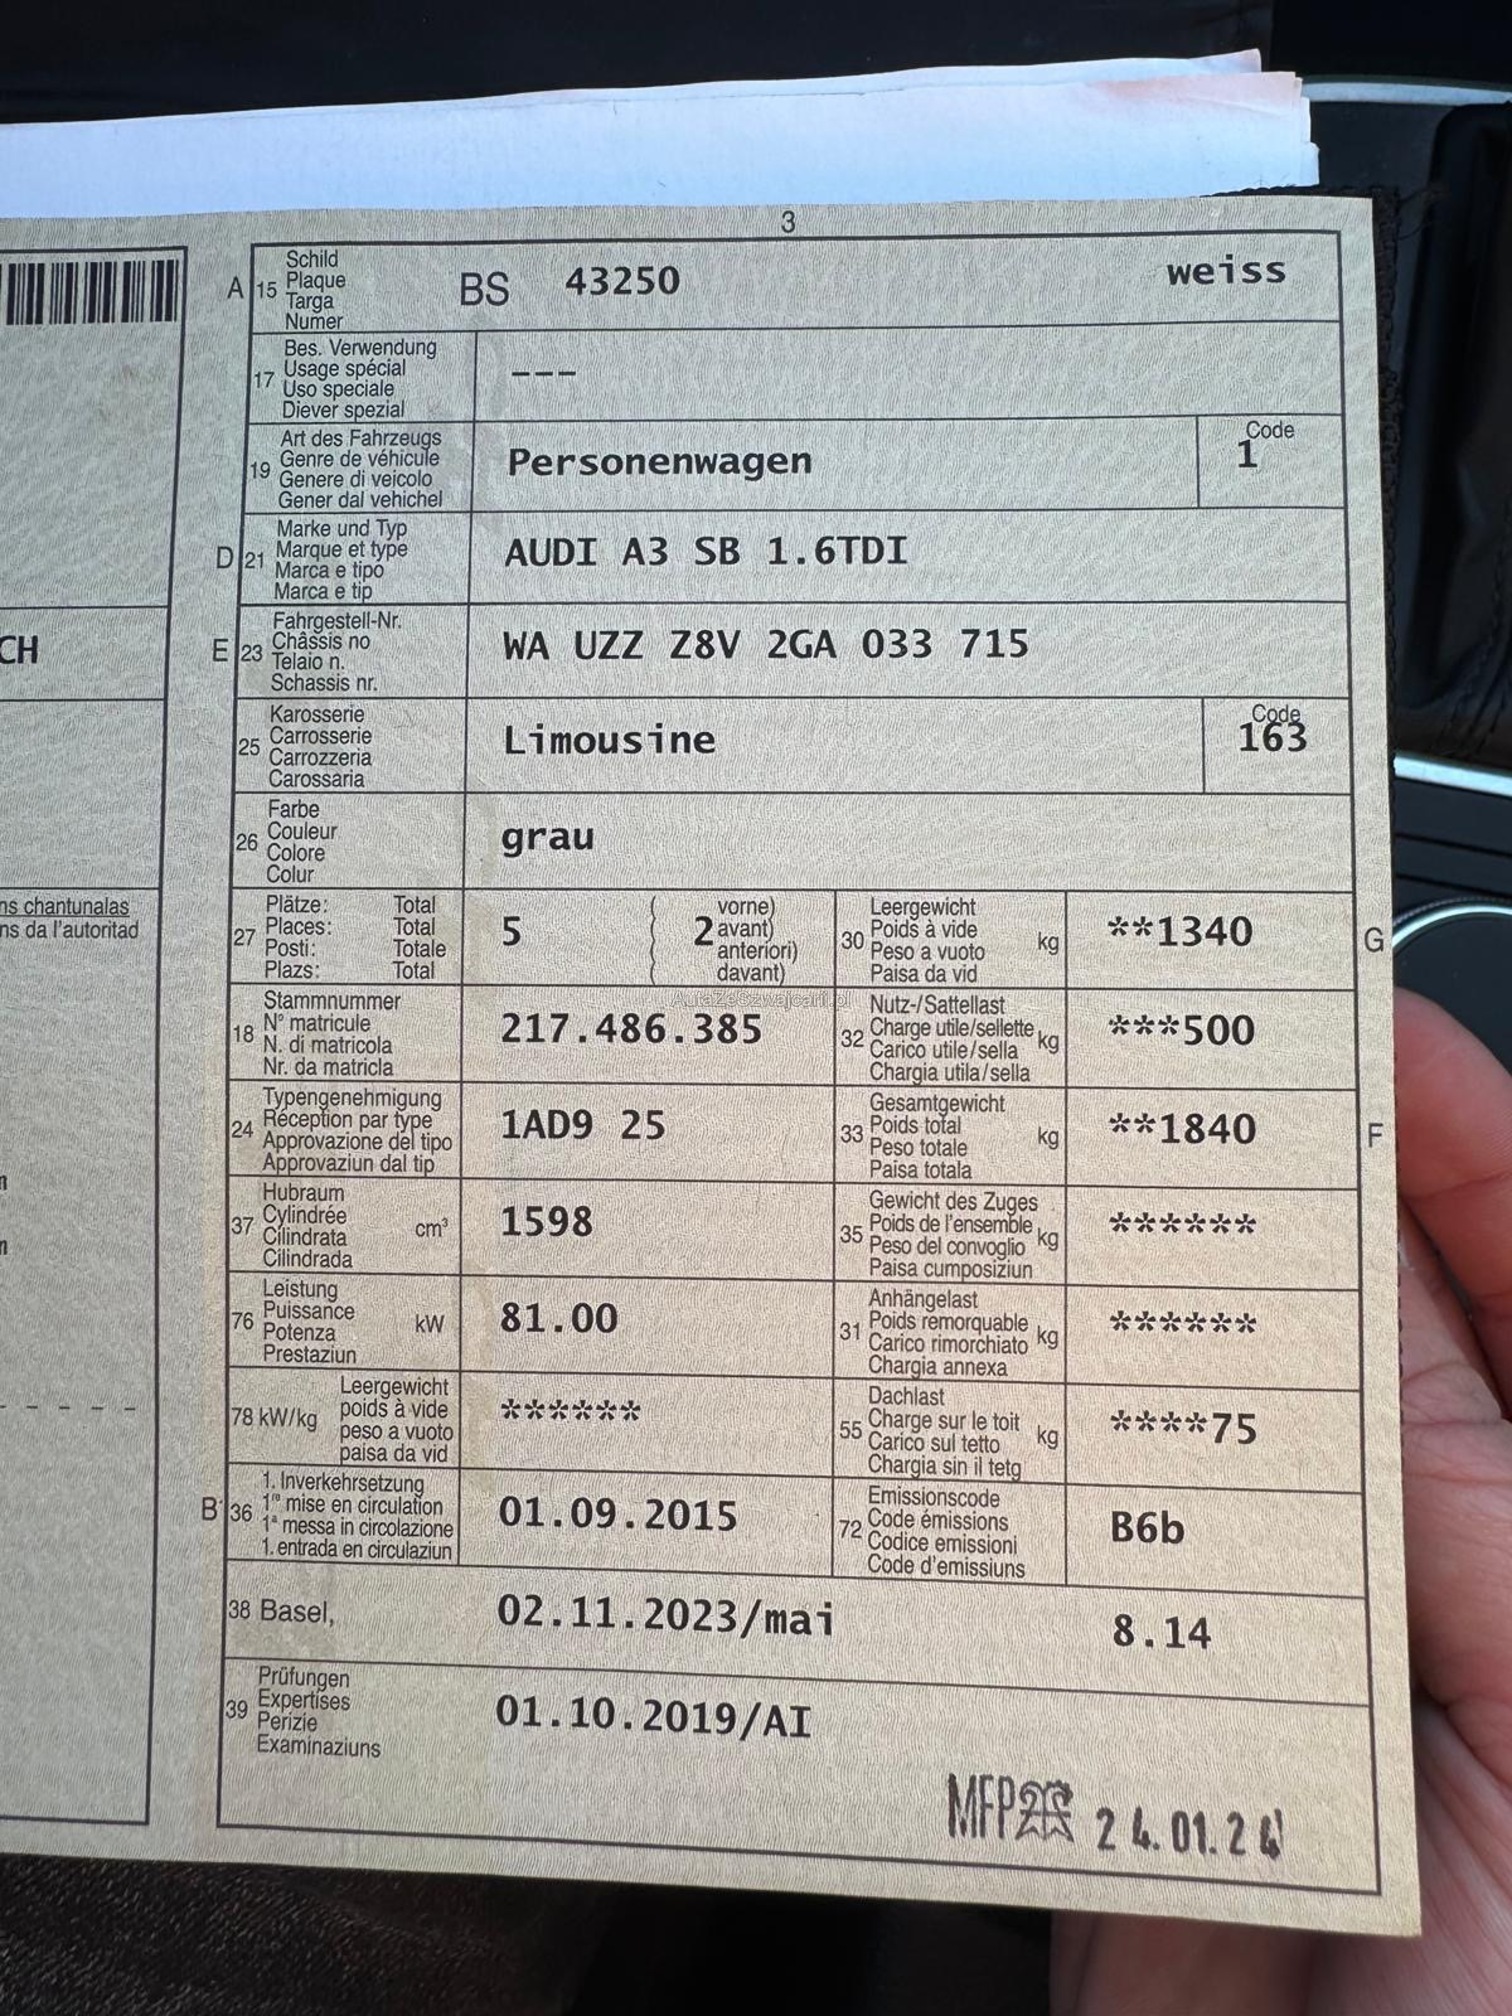 3
A 15 Schild
Plaque
Targa
Numer
BS 43250 weiss
17 Bes. Verwendung
Usage spécial
Uso speciale
Diever spezial
---
19 Art des Fahrzeugs
Genre de véhicule
Genere di veicolo
Gener dal vehichel
Personenwagen
Code
1
D 21 Marke und Typ
Marque et type
Marca e tipo
Marca e tip
AUDI A3 SB 1.6TDI
CH
E 23 Fahrgestell-Nr.
Châssis no
Telaio n.
Schassis nr.
WA UZZ Z8V 2GA 033 715
25 Karosserie
Carrosserie
Carrozzeria
Carossaria
Limousine
Code
163
26 Farbe
Couleur
Colore
Colur
grau
ns chantunalas
ns da l'autoritad
27 Plätze: Total
Places: Total
Posti: Totale
Plazs: Total
5 ( 2 vorne)
avant)
anteriori)
davant)
30 Leergewicht
Poids à vide
Peso a vuoto
Paisa da vid
kg **1340 G
AutaZeSzwajcarii.pl
18 Stammnummer
N° matricule
N. di matricola
Nr. da matricla
217.486.385
32 Nutz-/Sattellast
Charge utile/sellette
Carico utile/sella
Chargia utila/sella
kg ***500
24 Typengenehmigung
Réception par type
Approvazione del tipo
Approvaziun dal tip
1AD9 25
33 Gesamtgewicht
Poids total
Peso totale
Paisa totala
kg **1840 F
37 Hubraum
Cylindrée
Cilindrata
Cilindrada
cm³ 1598
35 Gewicht des Zuges
Poids de l'ensemble
Peso del convoglio
Paisa cumposiziun
kg ******
76 Leistung
Puissance
Potenza
Prestaziun
kW 81.00
31 Anhängelast
Poids remorquable
Carico rimorchiato
Chargia annexa
kg ******
78 kW/kg Leergewicht
poids à vide
peso a vuoto
paisa da vid
******
55 Dachlast
Charge sur le toit
Carico sul tetto
Chargia sin il tetg
kg ****75
B 36 1. Inverkehrsetzung
1re mise en circulation
1a messa in circolazione
1. entrada en circulaziun
01.09.2015
72 Emissionscode
Code émissions
Codice emissioni
Code d'emissiuns
B6b
38 Basel, 02.11.2023/mai 8.14
39 Prüfungen
Expertises
Perizie
Examinaziuns
01.10.2019/AI
MFP 24.01.24